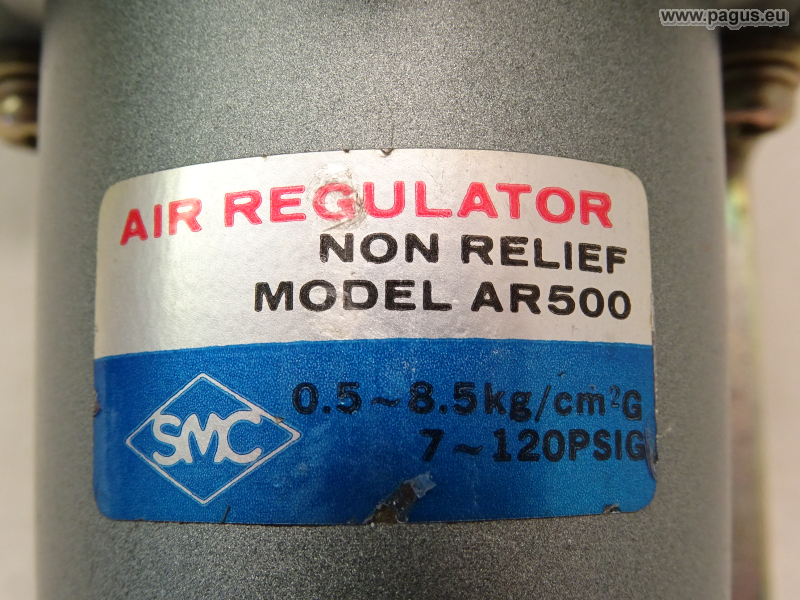 www.pagus.eu
AIR REGULATOR
NON RELIEF
MODEL AR500
SMC
0.5~8.5kg/cm²G
7~120PSIG